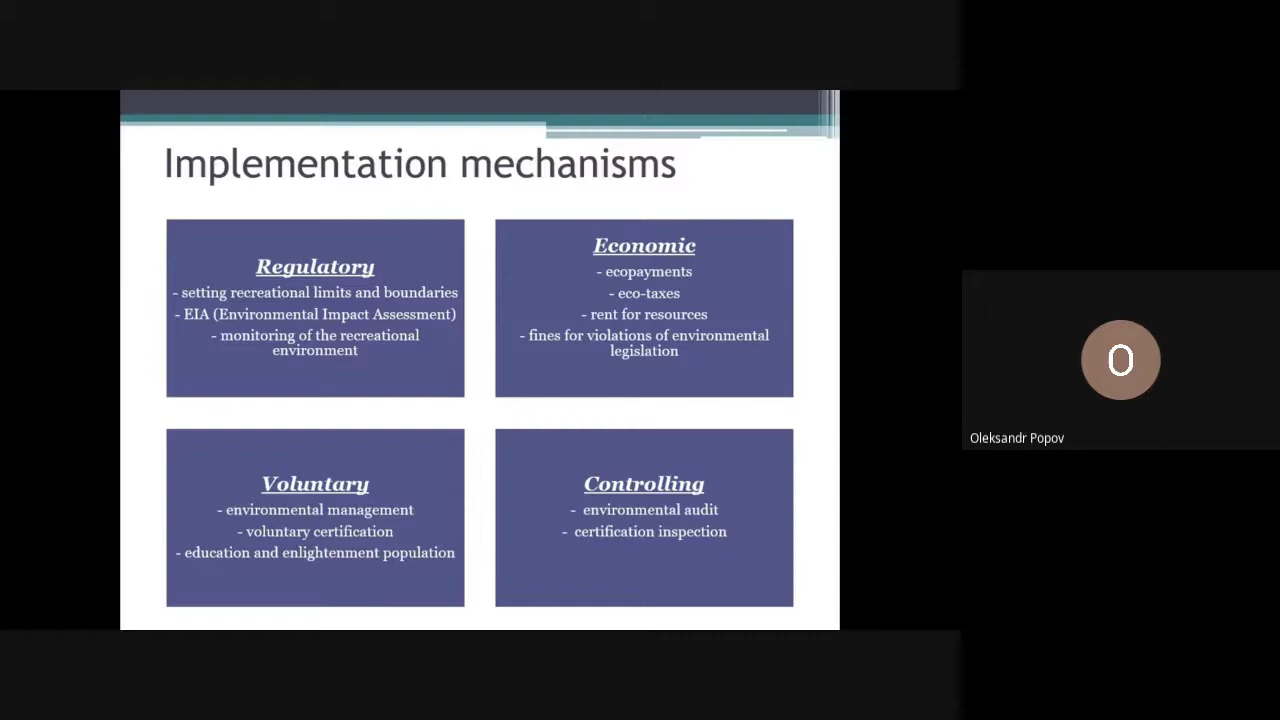 Implementation mechanisms
Regulatory
- setting recreational limits and boundaries
- EIA (Environmental Impact Assessment)
- monitoring of the recreational
environment
Economic
- ecopayments
- eco-taxes
- rent for resources
- fines for violations of environmental
legislation
Voluntary
- environmental management
- voluntary certification
- education and enlightenment population
Controlling
- environmental audit
- certification inspection
O
Oleksandr Popov